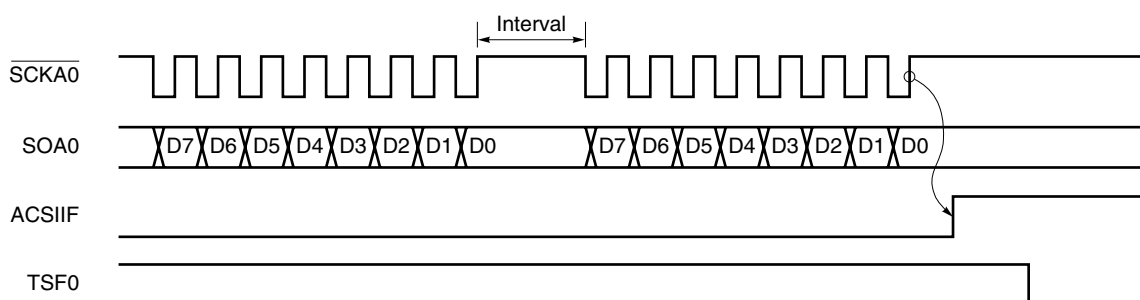 Interval
SCKA0
SOA0 D7 D6 D5 D4 D3 D2 D1 D0 D7 D6 D5 D4 D3 D2 D1 D0
ACSIIF
TSF0